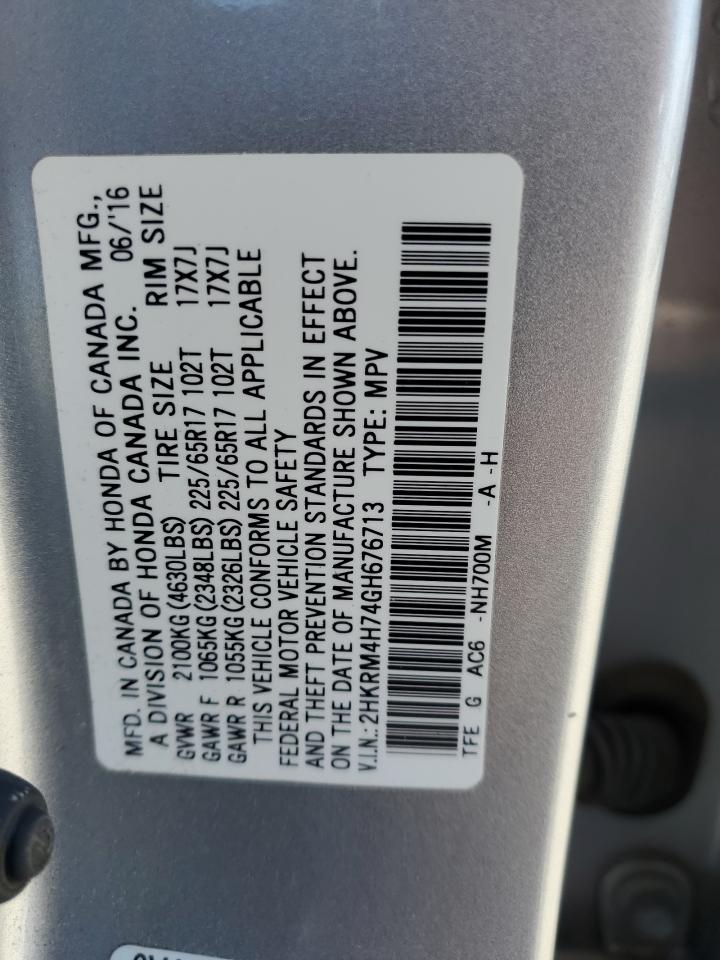 MFD. IN CANADA BY HONDA OF CANADA MFG.,
A DIVISION OF HONDA CANADA INC. 06/'16
GVWR 2100KG(4630LBS) TIRE SIZE RIM SIZE
GAWR F 1065KG(2348LBS) 225/65R17 102T 17X7J
GAWR R 1055KG(2326LBS) 225/65R17 102T 17X7J
THIS VEHICLE CONFORMS TO ALL APPLICABLE
FEDERAL MOTOR VEHICLE SAFETY
AND THEFT PREVENTION STANDARDS IN EFFECT
ON THE DATE OF MANUFACTURE SHOWN ABOVE.
V.I.N.: 2HKRM4H74GH676713 TYPE: MPV
TFE G AC6 -NH700M -A -H